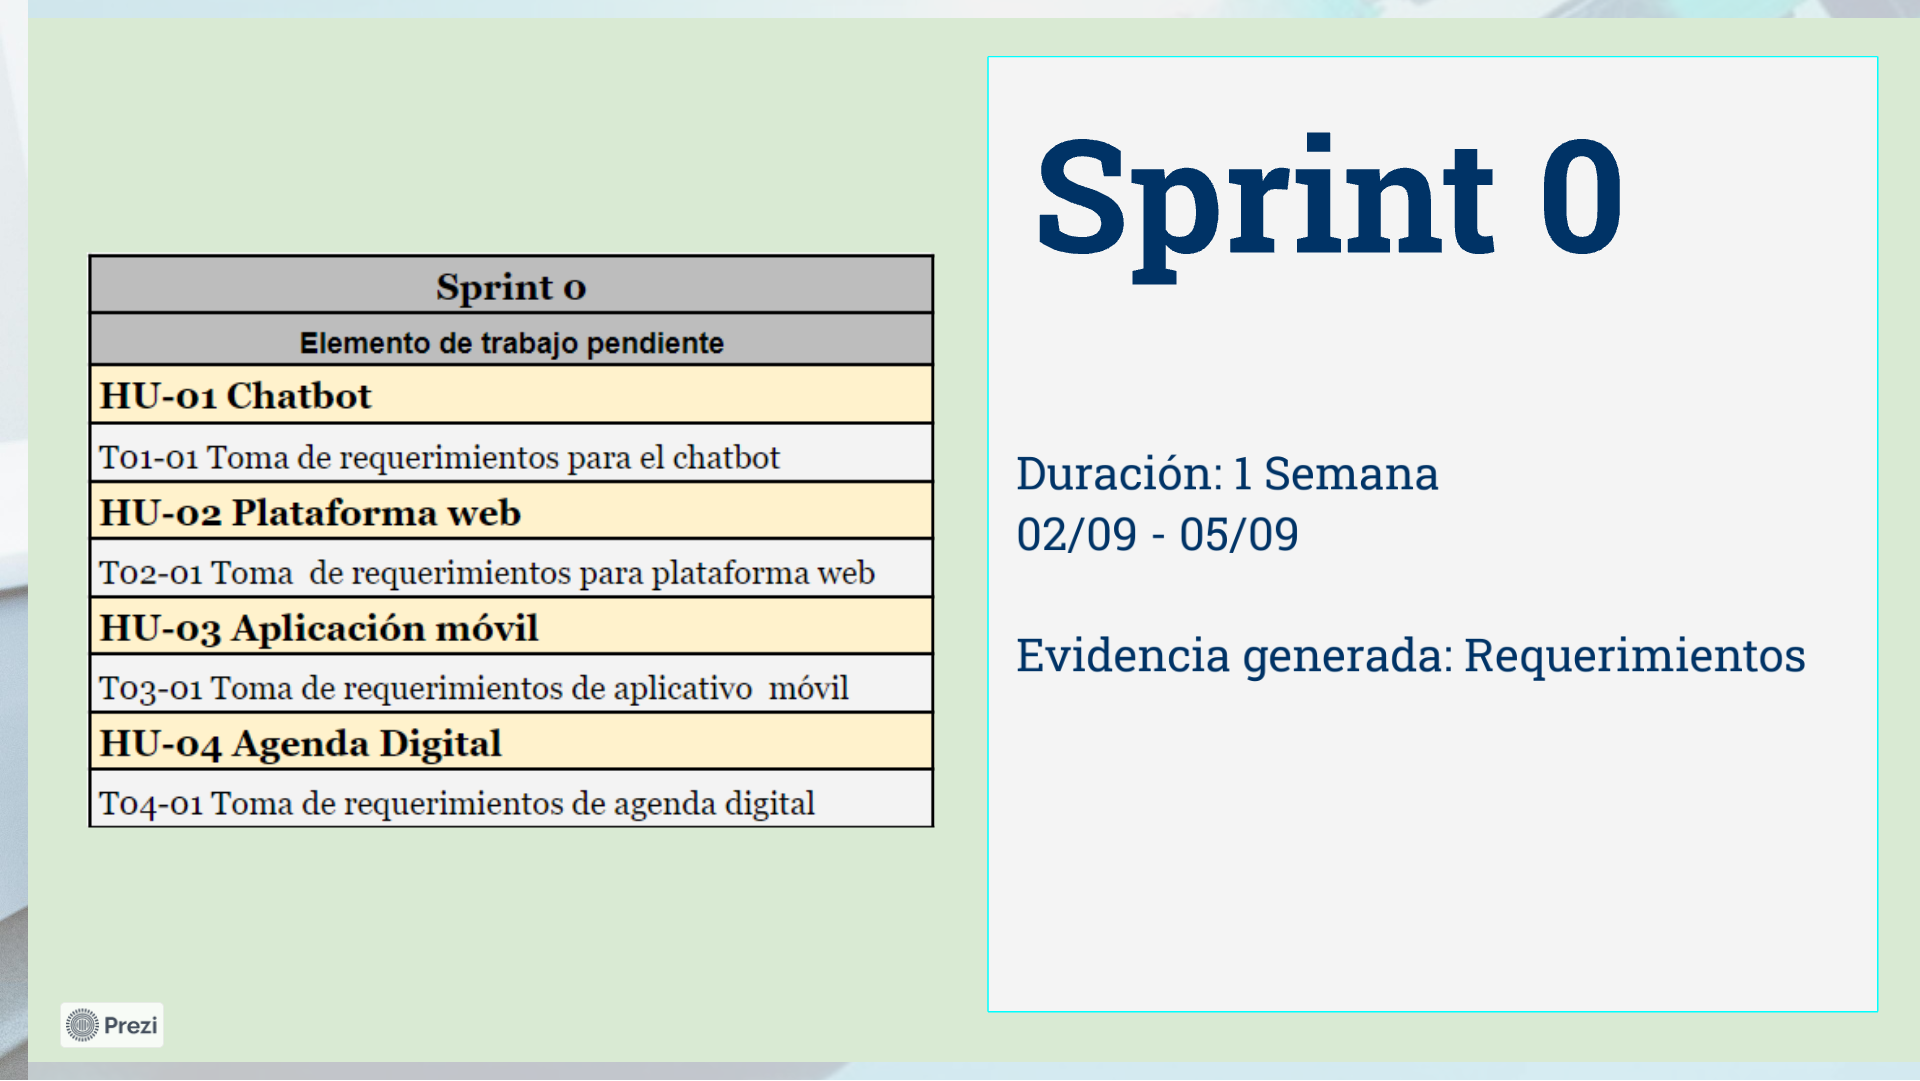 Sprint 0
Elemento de trabajo pendiente
HU-01 Chatbot
T01-01 Toma de requerimientos para el chatbot
HU-02 Plataforma web
T02-01 Toma  de requerimientos para plataforma web
HU-03 Aplicación móvil
T03-01 Toma de requerimientos de aplicativo  móvil
HU-04 Agenda Digital
T04-01 Toma de requerimientos de agenda digital
Sprint 0
Duración: 1 Semana
02/09 - 05/09
Evidencia generada: Requerimientos
Prezi